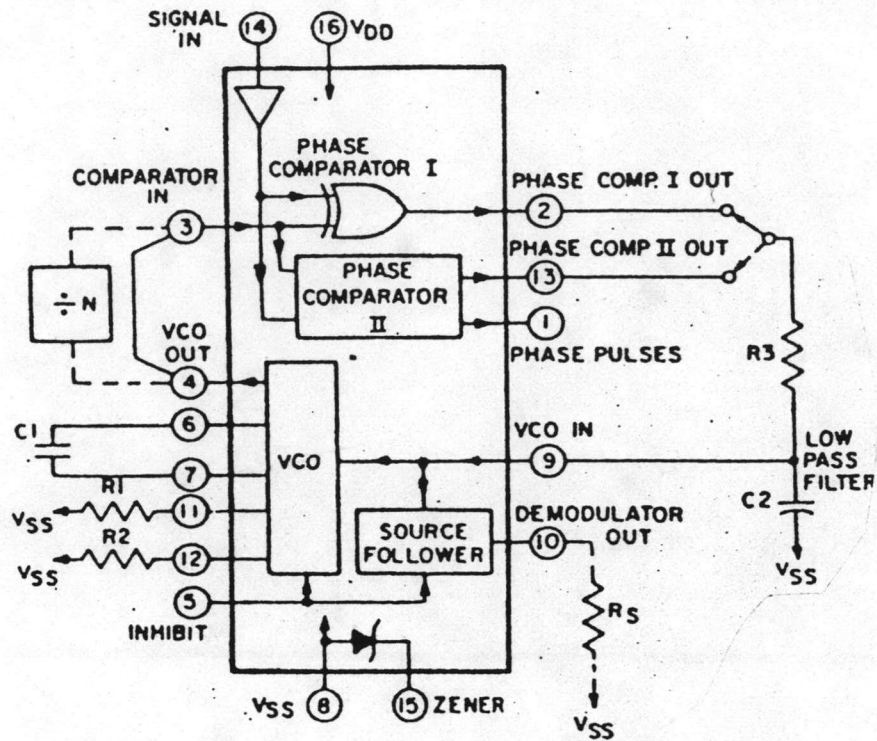 SIGNAL IN
14
16
VDD
PHASE COMPARATOR I
COMPARATOR IN
3
PHASE COMP. I OUT
2
PHASE COMP II OUT
13
PHASE COMPARATOR II
1
PHASE PULSES
÷ N
VCO OUT
4
R3
C1
6
7
VCO
VCO IN
9
LOW PASS FILTER
C2
VSS
R1
VSS
11
R2
VSS
12
SOURCE FOLLOWER
DEMODULATOR OUT
10
5
INHIBIT
RS
VSS
VSS
8
15
ZENER